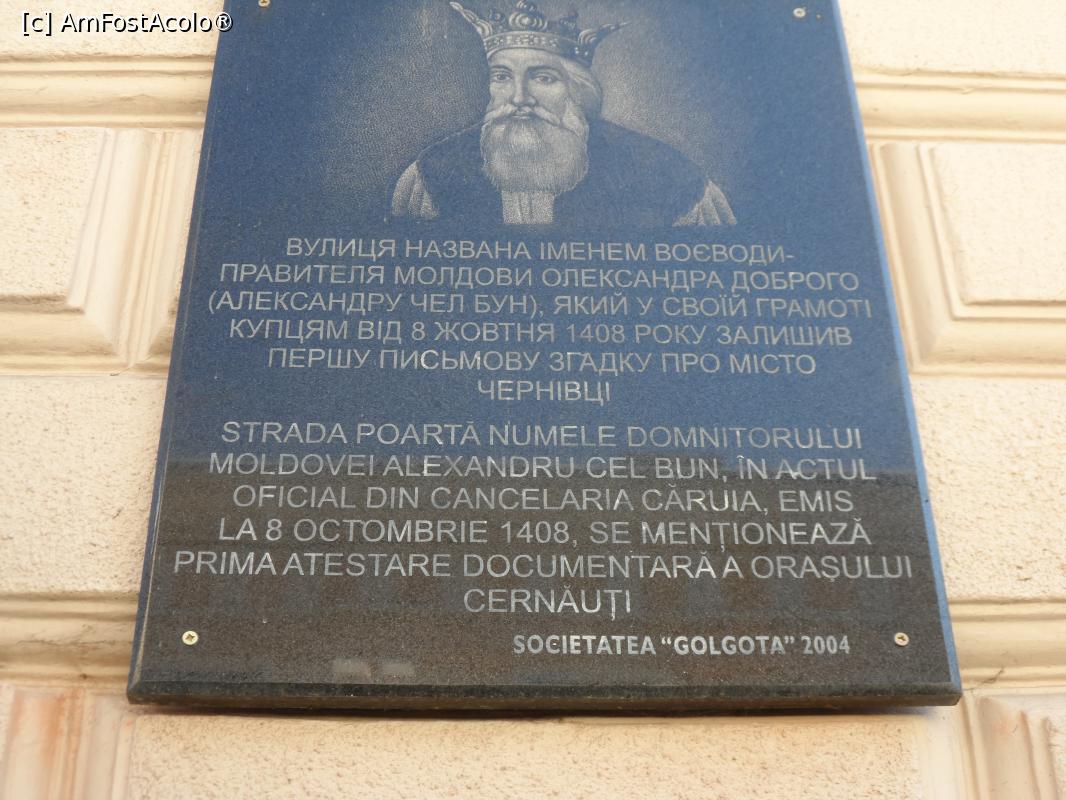 [c] AmFostAcolo®
ВУЛИЦЯ НАЗВАНА ІМЕНЕМ ВОЄВОДИ-
ПРАВИТЕЛЯ МОЛДОВИ ОЛЕКСАНДРА ДОБРОГО
(АЛЕКСАНДРУ ЧЕЛ БУН), ЯКИЙ У СВОЇЙ ГРАМОТІ
КУПЦЯМ ВІД 8 ЖОВТНЯ 1408 РОКУ ЗАЛИШИВ
ПЕРШУ ПИСЬМОВУ ЗГАДКУ ПРО МІСТО
ЧЕРНІВЦІ
STRADA POARTĂ NUMELE DOMNITORULUI
MOLDOVEI ALEXANDRU CEL BUN, ÎN ACTUL
OFICIAL DIN CANCELARIA CĂRUIA, EMIS
LA 8 OCTOMBRIE 1408, SE MENȚIONEAZĂ
PRIMA ATESTARE DOCUMENTARĂ A ORAȘULUI
CERNĂUȚI
SOCIETATEA "GOLGOTA" 2004